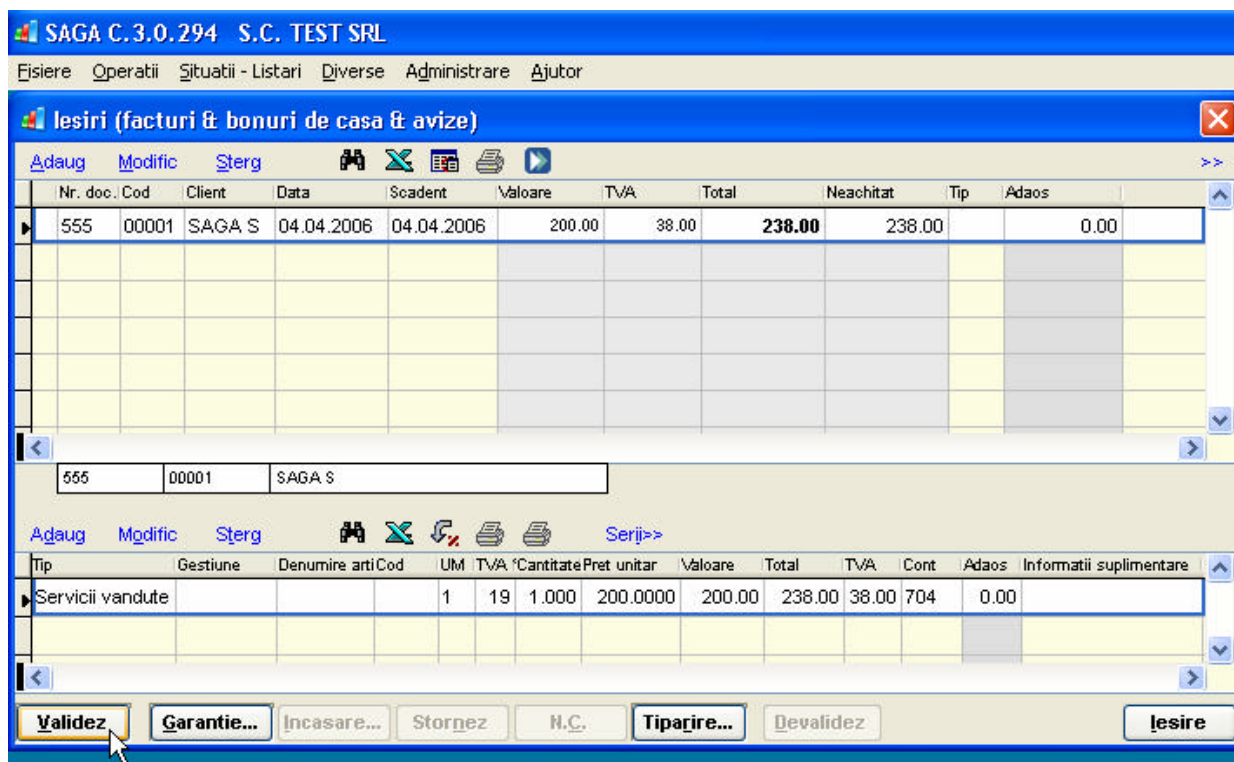 SAGA C.3.0.294 S.C. TEST SRL
Fisiere Operatii Situatii - Listari Diverse Administrare Ajutor
Iesiri (facturi & bonuri de casa & avize)
Adaug Modific Sterg >>
Nr. doc. Cod Client Data Scadent Valoare TVA Total Neachitat Tip Adaos
555 00001 SAGA S 04.04.2006 04.04.2006 200.00 38.00 238.00 238.00 0.00
555 00001 SAGA S
Adaug Modific Sterg Serii>>
Tip Gestiune Denumire arti Cod UM TVA Cantitate Pret unitar Valoare Total TVA Cont Adaos Informatii suplimentare
Servicii vandute 1 19 1.000 200.0000 200.00 238.00 38.00 704 0.00
Validez Garantie... Incasare... Stornez N.C. Tiparire... Devalidez Iesire